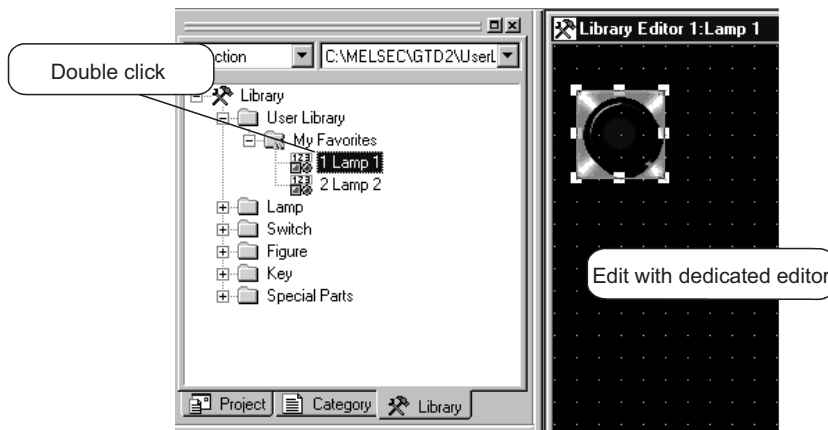 Library Editor 1:Lamp 1
ction
C:\MELSEC\GTD2\UserL
Double click
Library
User Library
My Favorites
1 Lamp 1
2 Lamp 2
Lamp
Switch
Figure
Key
Special Parts
Edit with dedicated editor
Project
Category
Library